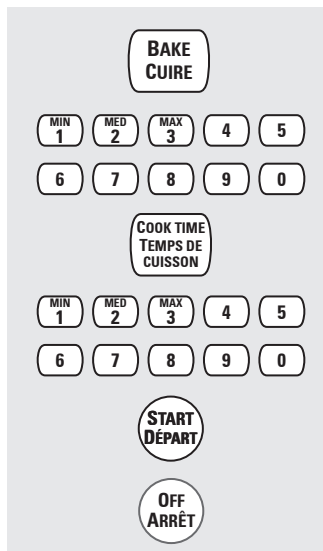 BAKE
CUIRE
MIN MED MAX
1 2 3 4 5
6 7 8 9 0
COOK TIME
TEMPS DE
CUISSON
MIN MED MAX
1 2 3 4 5
6 7 8 9 0
START
DÉPART
OFF
ARRÊT